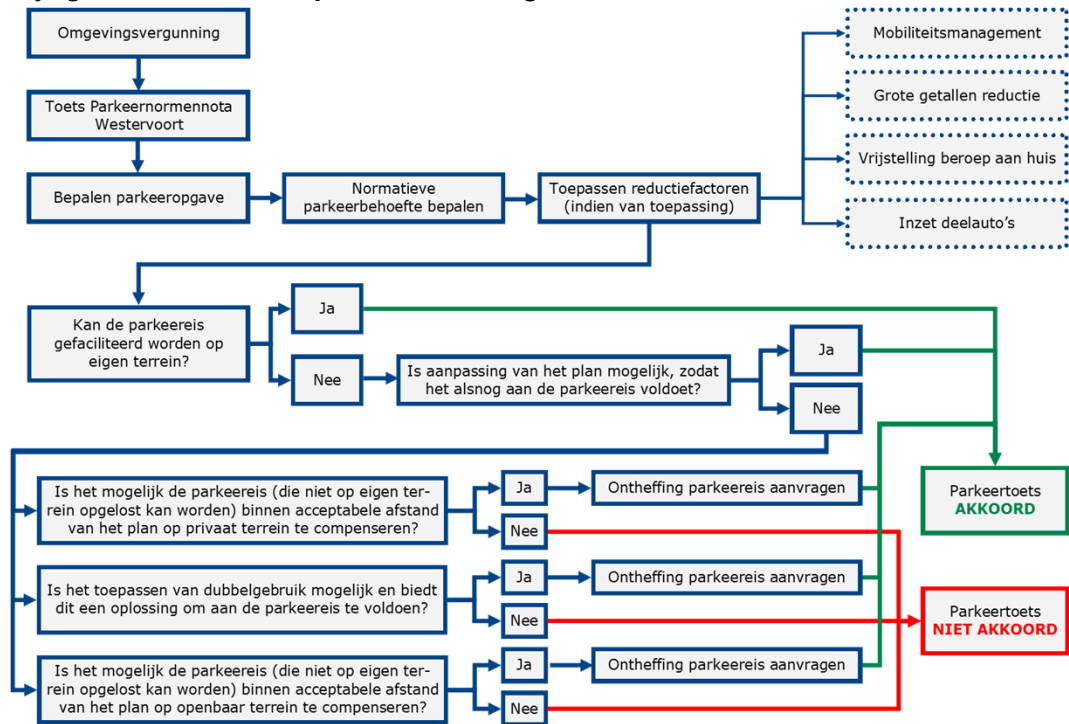 Omgevingsvergunning
Toets Parkeernormennota
Westervoort
Bepalen parkeeropgave
Normatieve
parkeerbehoefte bepalen
Toepassen reductiefactoren
(indien van toepassing)
Mobiliteitsmanagement
Grote getallen reductie
Vrijstelling beroep aan huis
Inzet deelauto’s
Kan de parkeereis
gefaciliteerd worden op
eigen terrein?
Ja
Nee
Is aanpassing van het plan mogelijk, zodat
het alsnog aan de parkeereis voldoet?
Ja
Nee
Is het mogelijk de parkeereis (die niet op eigen ter-
rein opgelost kan worden) binnen acceptabele afstand
van het plan op privaat terrein te compenseren?
Ja
Ontheffing parkeereis aanvragen
Nee
Is het toepassen van dubbelgebruik mogelijk en biedt
dit een oplossing om aan de parkeereis te voldoen?
Ja
Ontheffing parkeereis aanvragen
Nee
Is het mogelijk de parkeereis (die niet op eigen ter-
rein opgelost kan worden) binnen acceptabele afstand
van het plan op openbaar terrein te compenseren?
Ja
Ontheffing parkeereis aanvragen
Nee
Parkeertoets
AKKOORD
Parkeertoets
NIET AKKOORD